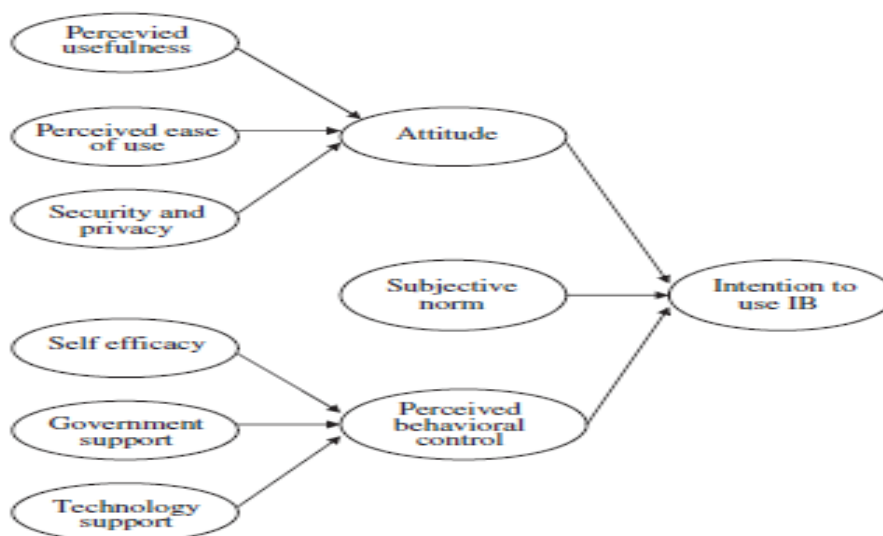 Percevied
usefulness
Perceived ease
of use
Security and
privacy
Attitude
Subjective
norm
Intention to
use IB
Self efficacy
Government
support
Technology
support
Perceived
behavioral
control